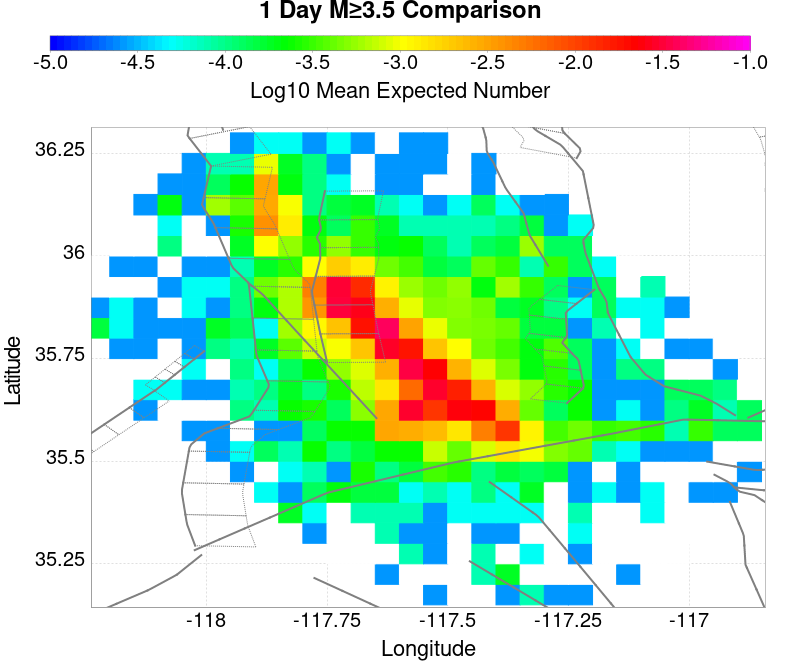 1 Day M≥3.5 Comparison
-5.0 -4.5 -4.0 -3.5 -3.0 -2.5 -2.0 -1.5 -1.0
Log10 Mean Expected Number
36.25
36
35.75
35.5
35.25
Latitude
-118 -117.75 -117.5 -117.25 -117
Longitude